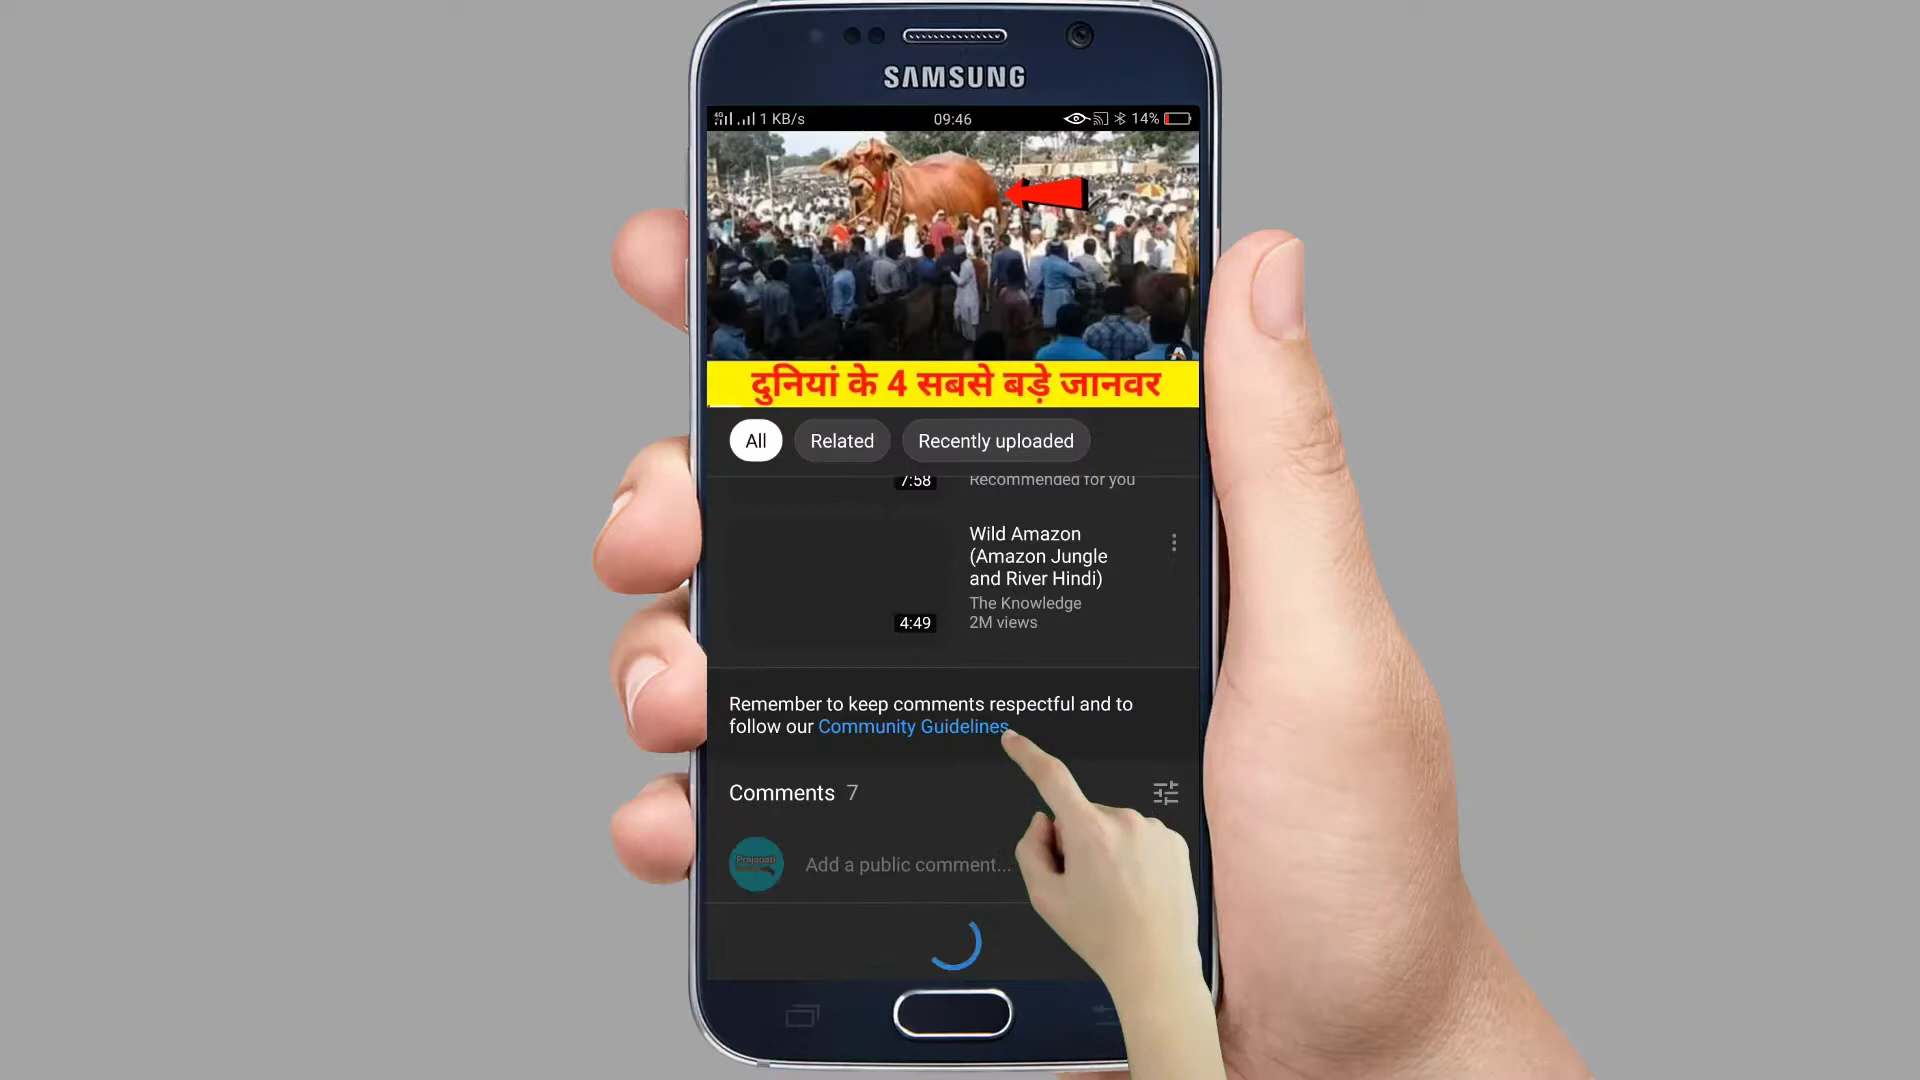 SAMSUNG
4G 1 KB/s 09:46 14%
दुनियां के 4 सबसे बड़े जानवर
All Related Recently uploaded
7:58 Recommended for you
Wild Amazon
(Amazon Jungle
and River Hindi)
The Knowledge
2M views
4:49
Remember to keep comments respectful and to
follow our Community Guidelines
Comments 7
Prajapati
Add a public comment...